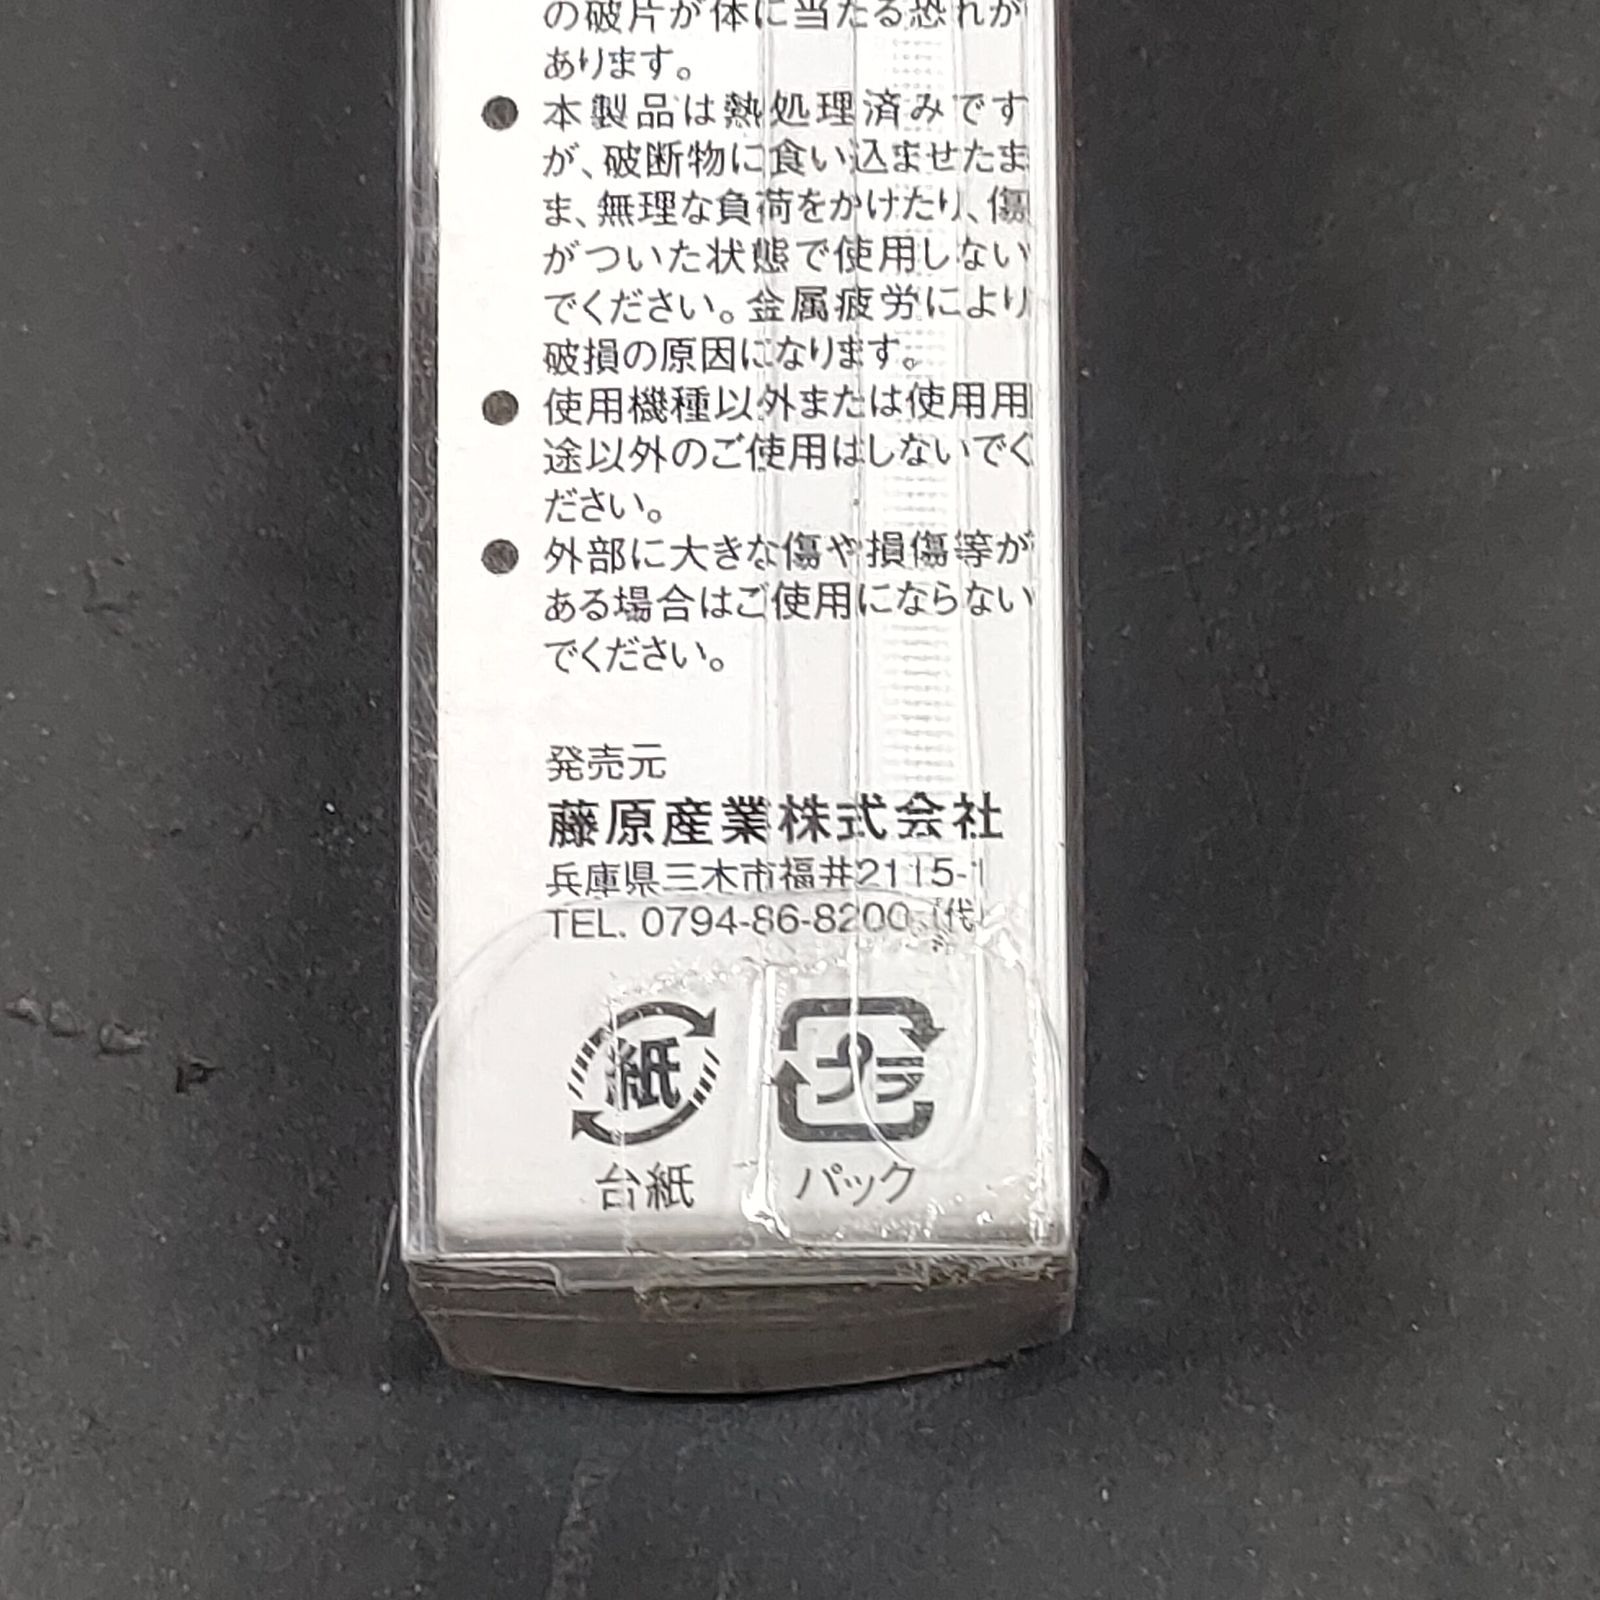 の破片が体に当たる恐れが
あります。
● 本製品は熱処理済みです
が、破断物に食い込ませたま
ま、無理な負荷をかけたり、傷
がついた状態で使用しない
でください。金属疲労により
破損の原因になります。
● 使用機種以外または使用用
途以外のご使用はしないでく
ださい。
● 外部に大きな傷や損傷等が
ある場合はご使用にならない
でください。
発売元
藤原産業株式会社
兵庫県三木市福井2115-1
TEL. 0794-86-8200 (代)
紙 プラ
台紙 パック